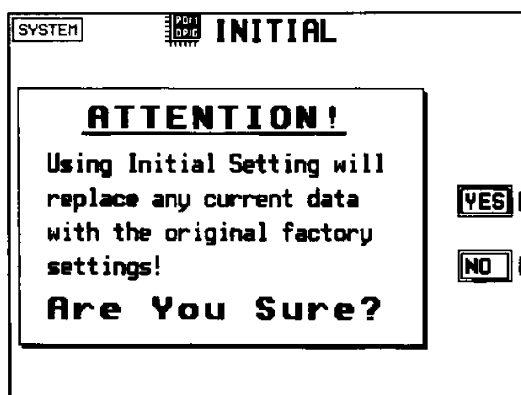 SYSTEM
INITIAL
ATTENTION!
Using Initial Setting will
replace any current data
with the original factory
settings!
Are You Sure?
YES
NO